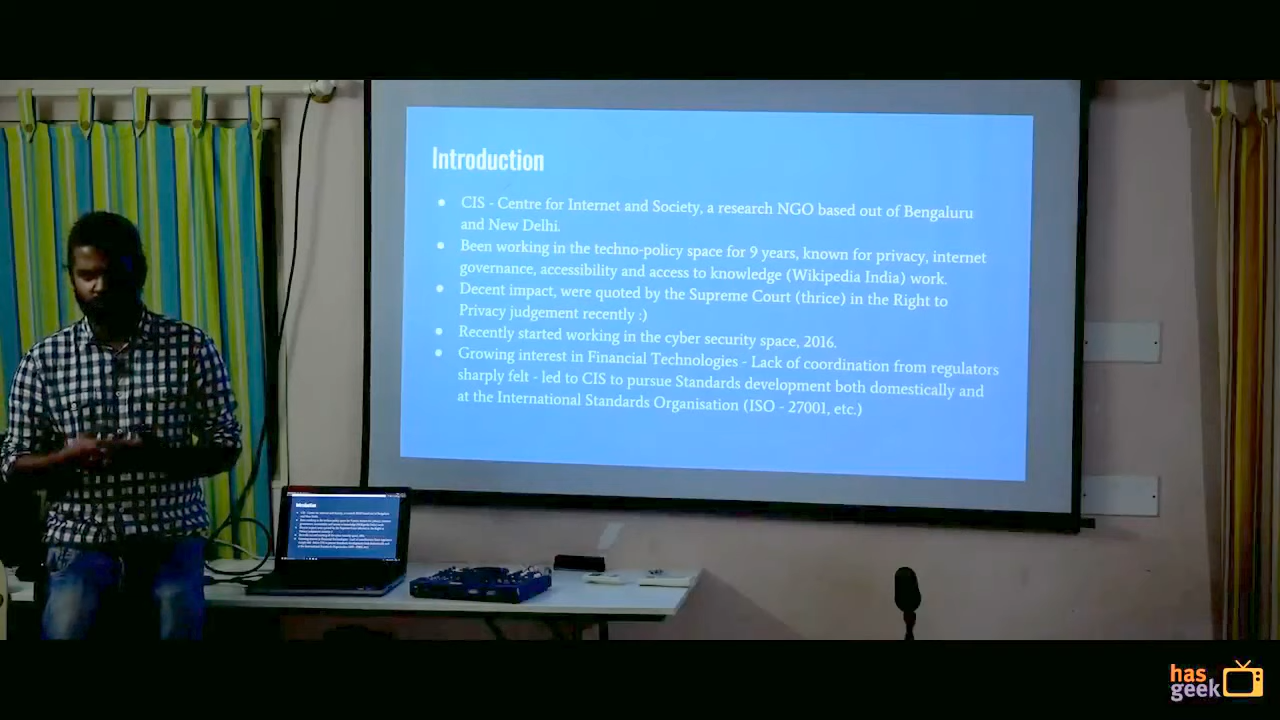 Introduction
CIS - Centre for Internet and Society, a research NGO based out of Bengaluru
and New Delhi.
Been working in the techno-policy space for 9 years, known for privacy, internet
governance, accessibility and access to knowledge (Wikipedia India) work.
Decent impact, were quoted by the Supreme Court (thrice) in the Right to
Privacy judgement recently :)
Recently started working in the cyber security space, 2016.
Growing interest in Financial Technologies - Lack of coordination from regulators
sharply felt - led to CIS to pursue Standards development both domestically and
at the International Standards Organisation (ISO - 27001, etc.)
Introduction
has
geek